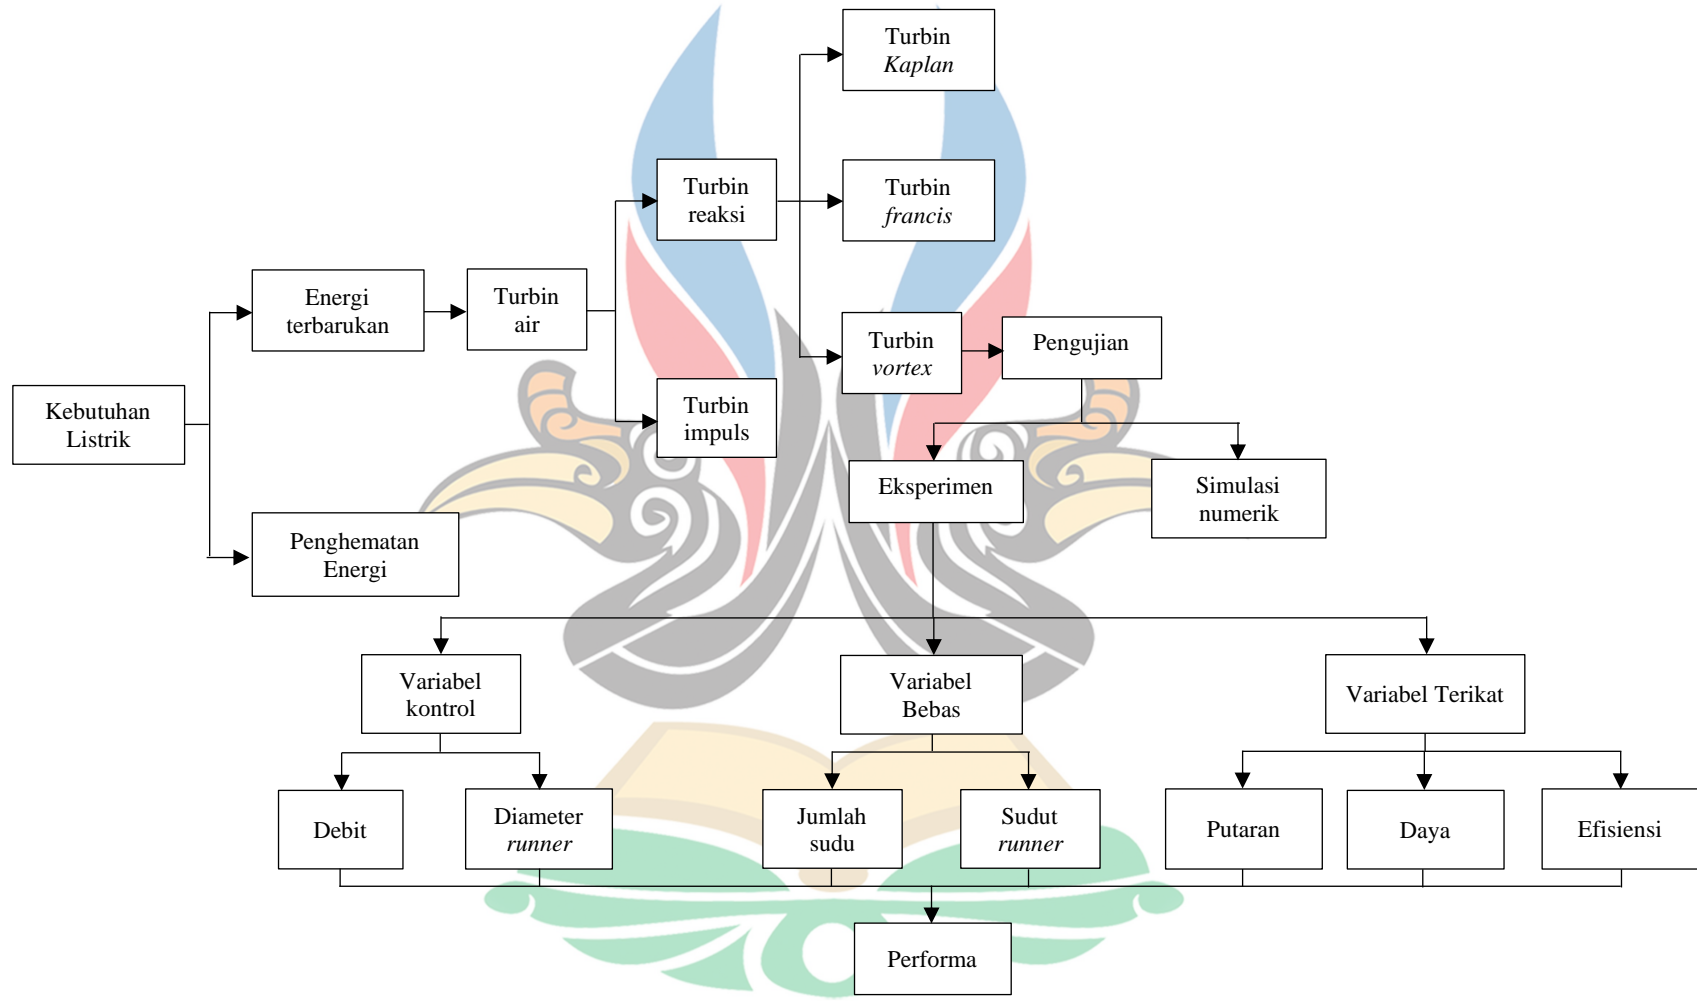 Turbin
Kaplan
Turbin
reaksi
Turbin
francis
Energi
terbarukan
Turbin
air
Turbin
vortex
Pengujian
Kebutuhan
Listrik
Turbin
impuls
Eksperimen
Simulasi
numerik
Penghematan
Energi
Variabel
kontrol
Variabel
Bebas
Variabel Terikat
Debit
Diameter
runner
Jumlah
sudu
Sudut
runner
Putaran
Daya
Efisiensi
Performa